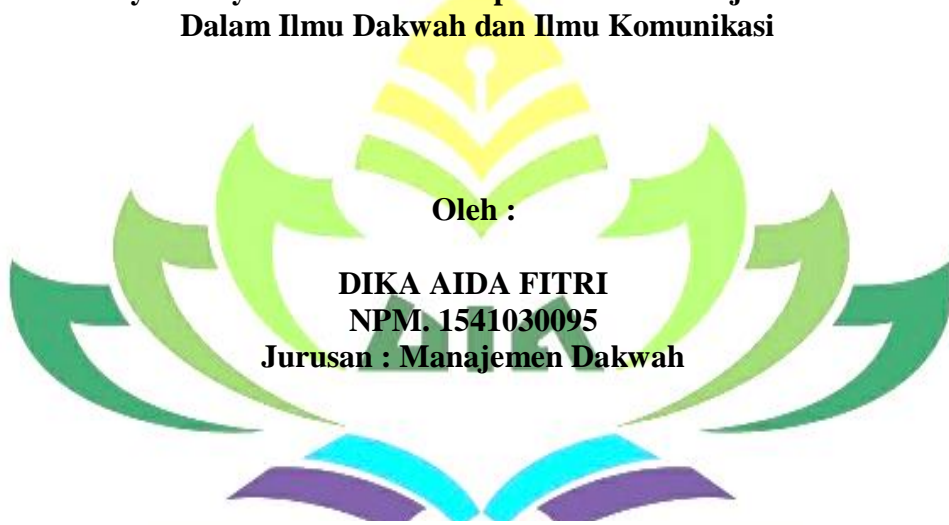 Dalam Ilmu Dakwah dan Ilmu Komunikasi
Oleh :
DIKA AIDA FITRI
NPM. 1541030095
Jurusan : Manajemen Dakwah